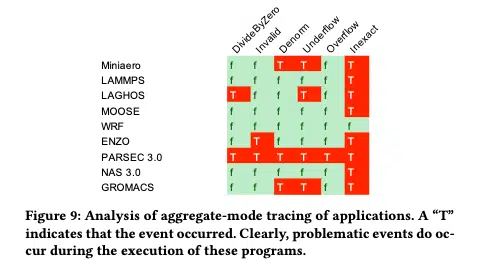 DivideByZero Invalid Denorm Underflow Overflow Inexact
Miniaero f f T T f T
LAMMPS f f f f f T
LAGHOS T f f T f T
MOOSE f f f f f T
WRF f f f f f f
ENZO f T f f f T
PARSEC 3.0 T T T T T T
NAS 3.0 f f f f f T
GROMACS f f T T f T
Figure 9: Analysis of aggregate-mode tracing of applications. A “T”
indicates that the event occurred. Clearly, problematic events do oc-
cur during the execution of these programs.